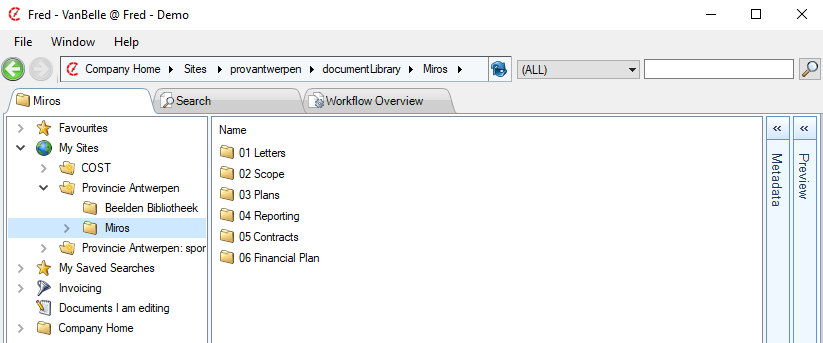 Fred - VanBelle @ Fred - Demo
File Window Help
Company Home Sites provantwerpen documentLibrary Miros (ALL)
Miros Search Workflow Overview
Favourites
My Sites
COST
Provincie Antwerpen
Beelden Bibliotheek
Miros
Provincie Antwerpen: spor
My Saved Searches
Invoicing
Documents I am editing
Company Home
Name
01 Letters
02 Scope
03 Plans
04 Reporting
05 Contracts
06 Financial Plan
Metadata
Preview